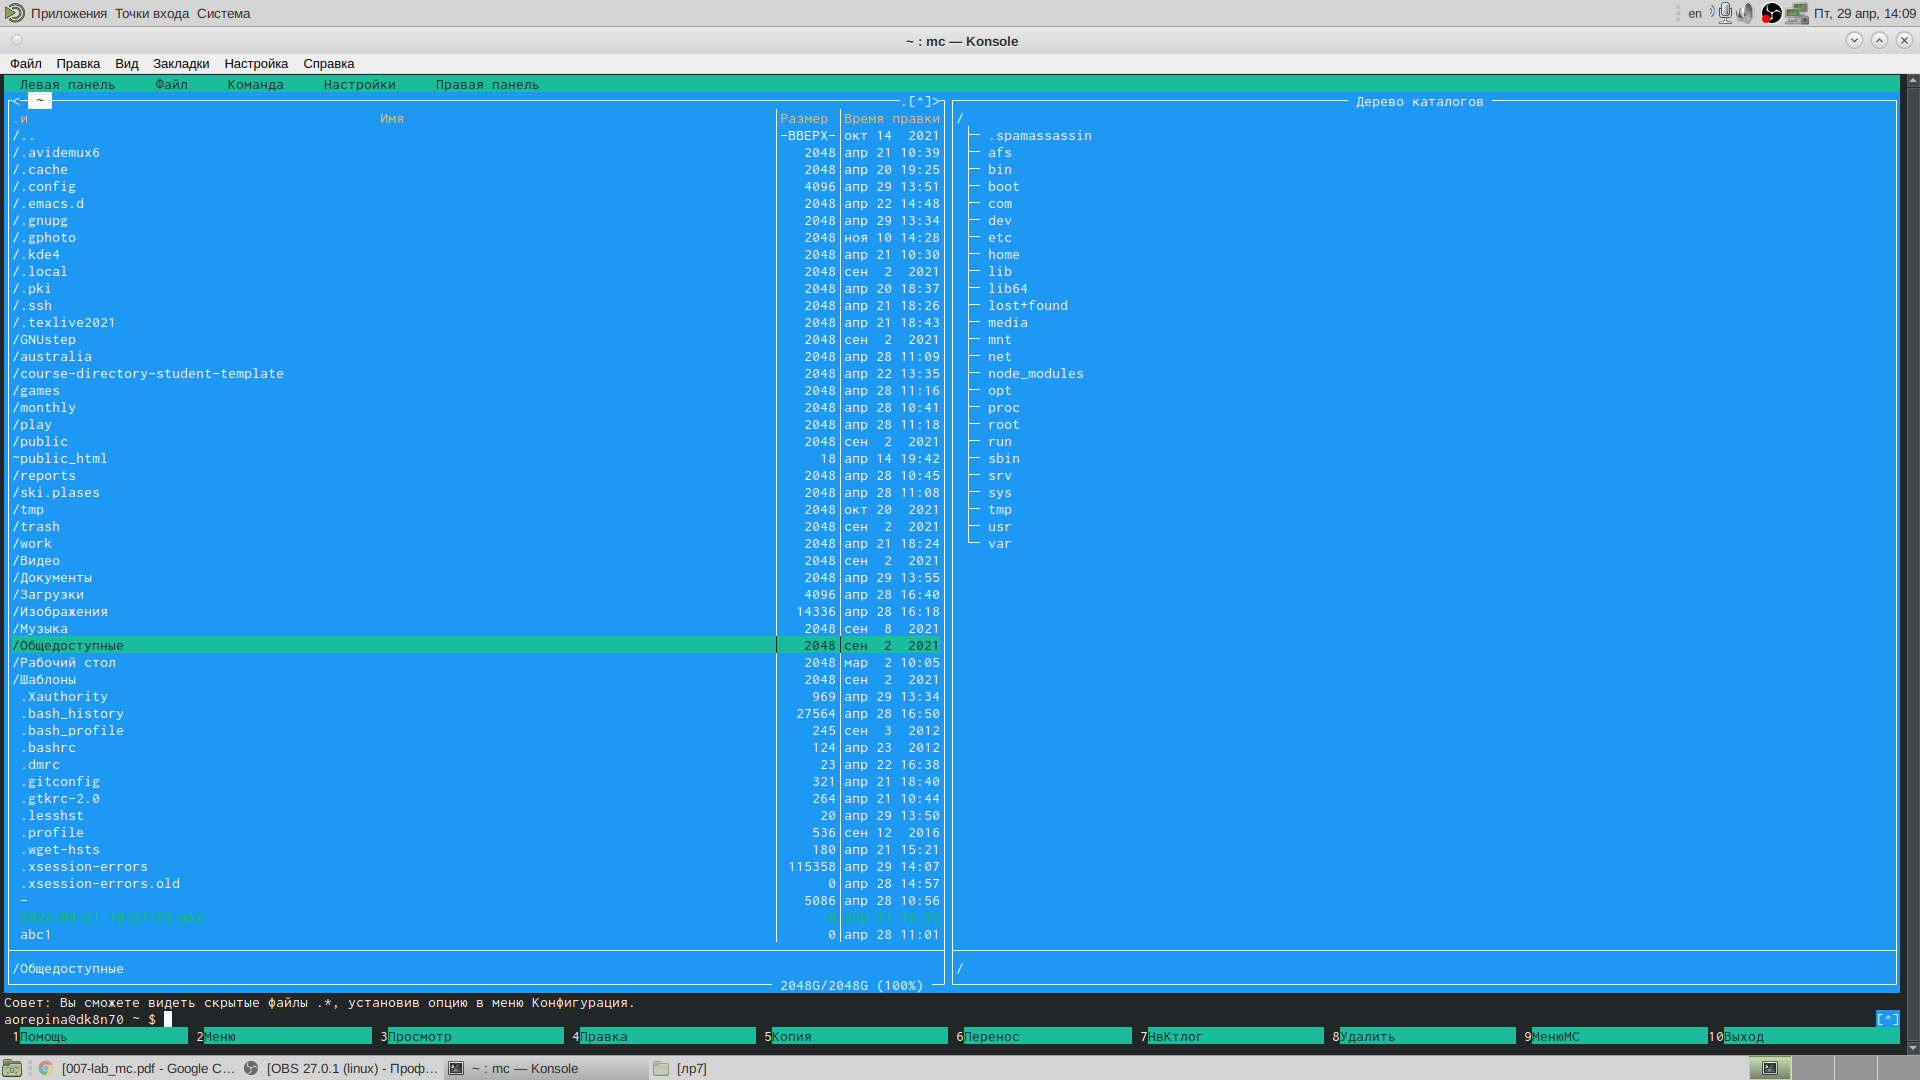 Приложения Точки входа Система
en Пт, 29 апр, 14:09
~ : mc — Konsole
Файл Правка Вид Закладки Настройка Справка
Левая панель Файл Команда Настройки Правая панель
<─ ~ .[^]>
Дерево каталогов
.и Имя Размер Время правки
/.. -ВВЕРХ- окт 14 2021
/.avidemux6 2048 апр 21 10:39
/.cache 2048 апр 20 19:25
/.config 4096 апр 29 13:51
/.emacs.d 2048 апр 22 14:48
/.gnupg 2048 апр 29 13:34
/.gphoto 2048 ноя 10 14:28
/.kde4 2048 апр 21 10:30
/.local 2048 сен 2 2021
/.pki 2048 апр 20 18:37
/.ssh 2048 апр 21 18:26
/.texlive2021 2048 апр 21 18:43
/GNUstep 2048 сен 2 2021
/australia 2048 апр 28 11:09
/course-directory-student-template 2048 апр 22 13:35
/games 2048 апр 28 11:16
/monthly 2048 апр 28 10:41
/play 2048 апр 28 11:18
/public 2048 сен 2 2021
~public_html 18 апр 14 19:42
/reports 2048 апр 28 10:45
/ski.plases 2048 апр 28 11:08
/tmp 2048 окт 20 2021
/trash 2048 сен 2 2021
/work 2048 апр 21 18:24
/Видео 2048 сен 2 2021
/Документы 2048 апр 29 13:55
/Загрузки 4096 апр 28 16:40
/Изображения 14336 апр 28 16:18
/Музыка 2048 сен 8 2021
/Общедоступные 2048 сен 2 2021
/Рабочий стол 2048 мар 2 10:05
/Шаблоны 2048 сен 2 2021
.Xauthority 969 апр 29 13:34
.bash_history 27564 апр 28 16:50
.bash_profile 245 сен 3 2012
.bashrc 124 апр 23 2012
.dmrc 23 апр 22 16:38
.gitconfig 321 апр 21 18:40
.gtkrc-2.0 264 апр 21 10:44
.lesshst 20 апр 29 13:50
.profile 536 сен 12 2016
.wget-hsts 180 апр 21 15:21
.xsession-errors 115358 апр 29 14:07
.xsession-errors.old 0 апр 28 14:57
– 5086 апр 28 10:56
abc1 0 апр 28 11:01
/Общедоступные
2048G/2048G (100%)
/
.spamassassin
afs
bin
boot
com
dev
etc
home
lib
lib64
lost+found
media
mnt
net
node_modules
opt
proc
root
run
sbin
srv
sys
tmp
usr
var
/
Совет: Вы сможете видеть скрытые файлы .*, установив опцию в меню Конфигурация.
aorepina@dk8n70 ~ $
[^]
1Помощь 2Меню 3Просмотр 4Правка 5Копия 6Перенос 7НвКтлог 8Удалить 9МенюMC 10Выход
[007-lab_mc.pdf - Google C... [OBS 27.0.1 (linux) - Проф... ~ : mc — Konsole [лр7]